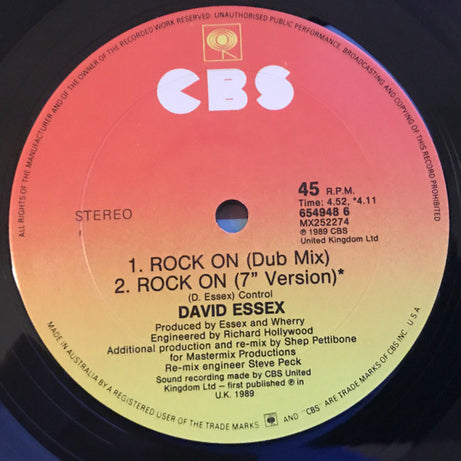 ALL RIGHTS OF THE MANUFACTURER AND OF THE OWNER OF THE RECORDED WORK RESERVED. UNAUTHORISED PUBLIC PERFORMANCE, BROADCASTING AND COPYING OF THIS RECORD PROHIBITED
CBS
STEREO
45 R.P.M.
Time: 4.52, *4.11
654948 6
MX252274
℗ 1989 CBS
United Kingdom Ltd
1. ROCK ON (Dub Mix)
2. ROCK ON (7" Version)*
(D. Essex) Control
DAVID ESSEX
Produced by Essex and Wherry
Engineered by Richard Hollywood
Additional production and re-mix by Shep Pettibone
for Mastermix Productions
Re-mix engineer Steve Peck
Sound recording made by CBS United
Kingdom Ltd – first published ℗ in
U.K. 1989
MADE IN AUSTRALIA BY A REGISTERED USER OF THE TRADE MARKS AND "CBS" ARE TRADE MARKS OF CBS INC. U.S.A.